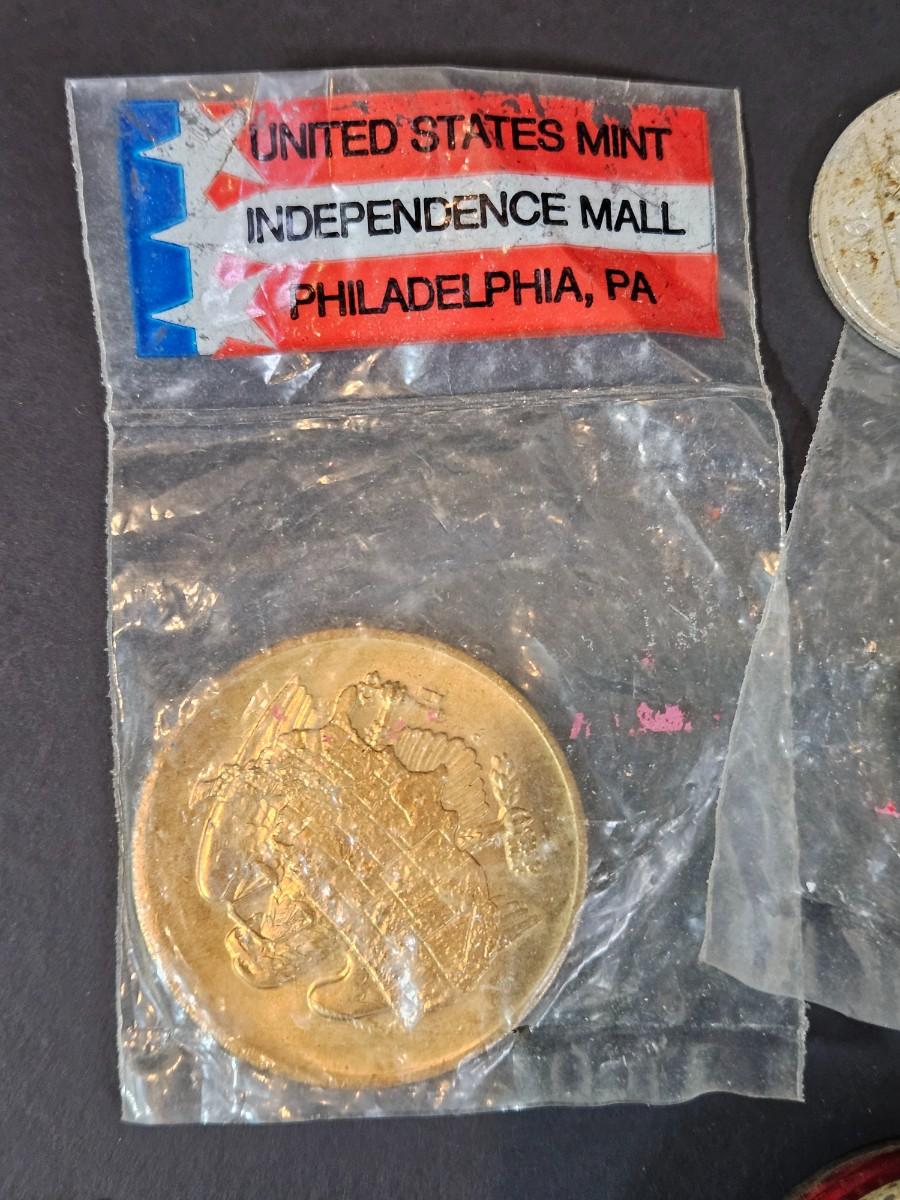 UNITED STATES MINT
INDEPENDENCE MALL
PHILADELPHIA, PA